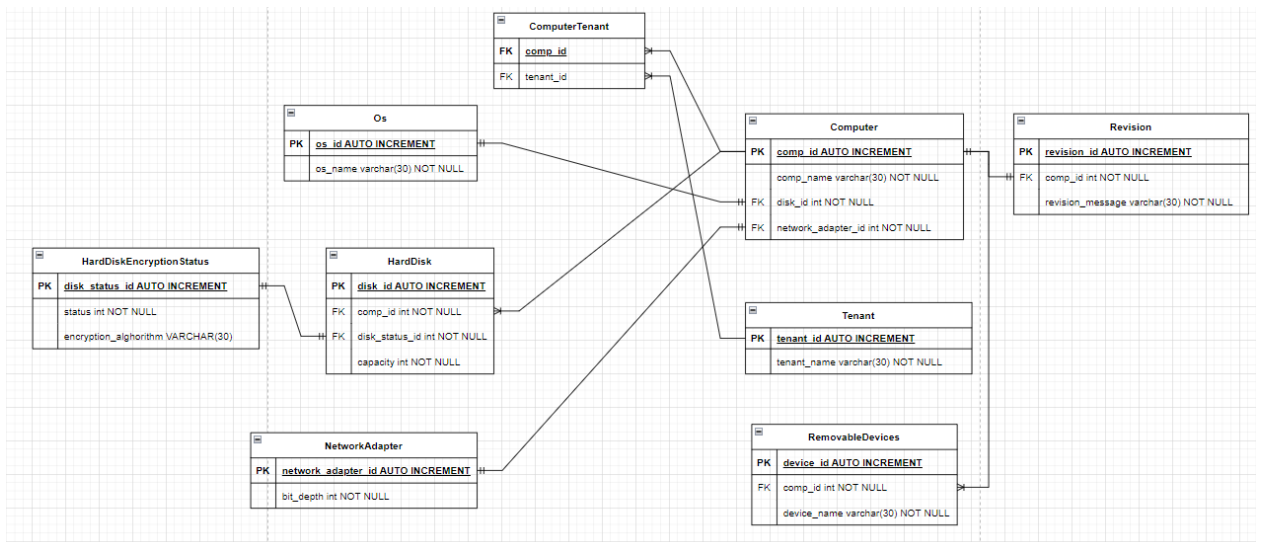 ComputerTenant
FK comp_id
FK tenant_id
Os
PK os_id AUTO INCREMENT
os_name varchar(30) NOT NULL
Computer
PK comp_id AUTO INCREMENT
comp_name varchar(30) NOT NULL
FK disk_id int NOT NULL
FK network_adapter_id int NOT NULL
Revision
PK revision_id AUTO INCREMENT
FK comp_id int NOT NULL
revision_message varchar(30) NOT NULL
HardDiskEncryptionStatus
PK disk_status_id AUTO INCREMENT
status int NOT NULL
encryption_alghorithm VARCHAR(30)
HardDisk
PK disk_id AUTO INCREMENT
FK comp_id int NOT NULL
FK disk_status_id int NOT NULL
capacity int NOT NULL
Tenant
PK tenant_id AUTO INCREMENT
tenant_name varchar(30) NOT NULL
NetworkAdapter
PK network_adapter_id AUTO INCREMENT
bit_depth int NOT NULL
RemovableDevices
PK device_id AUTO INCREMENT
FK comp_id int NOT NULL
device_name varchar(30) NOT NULL